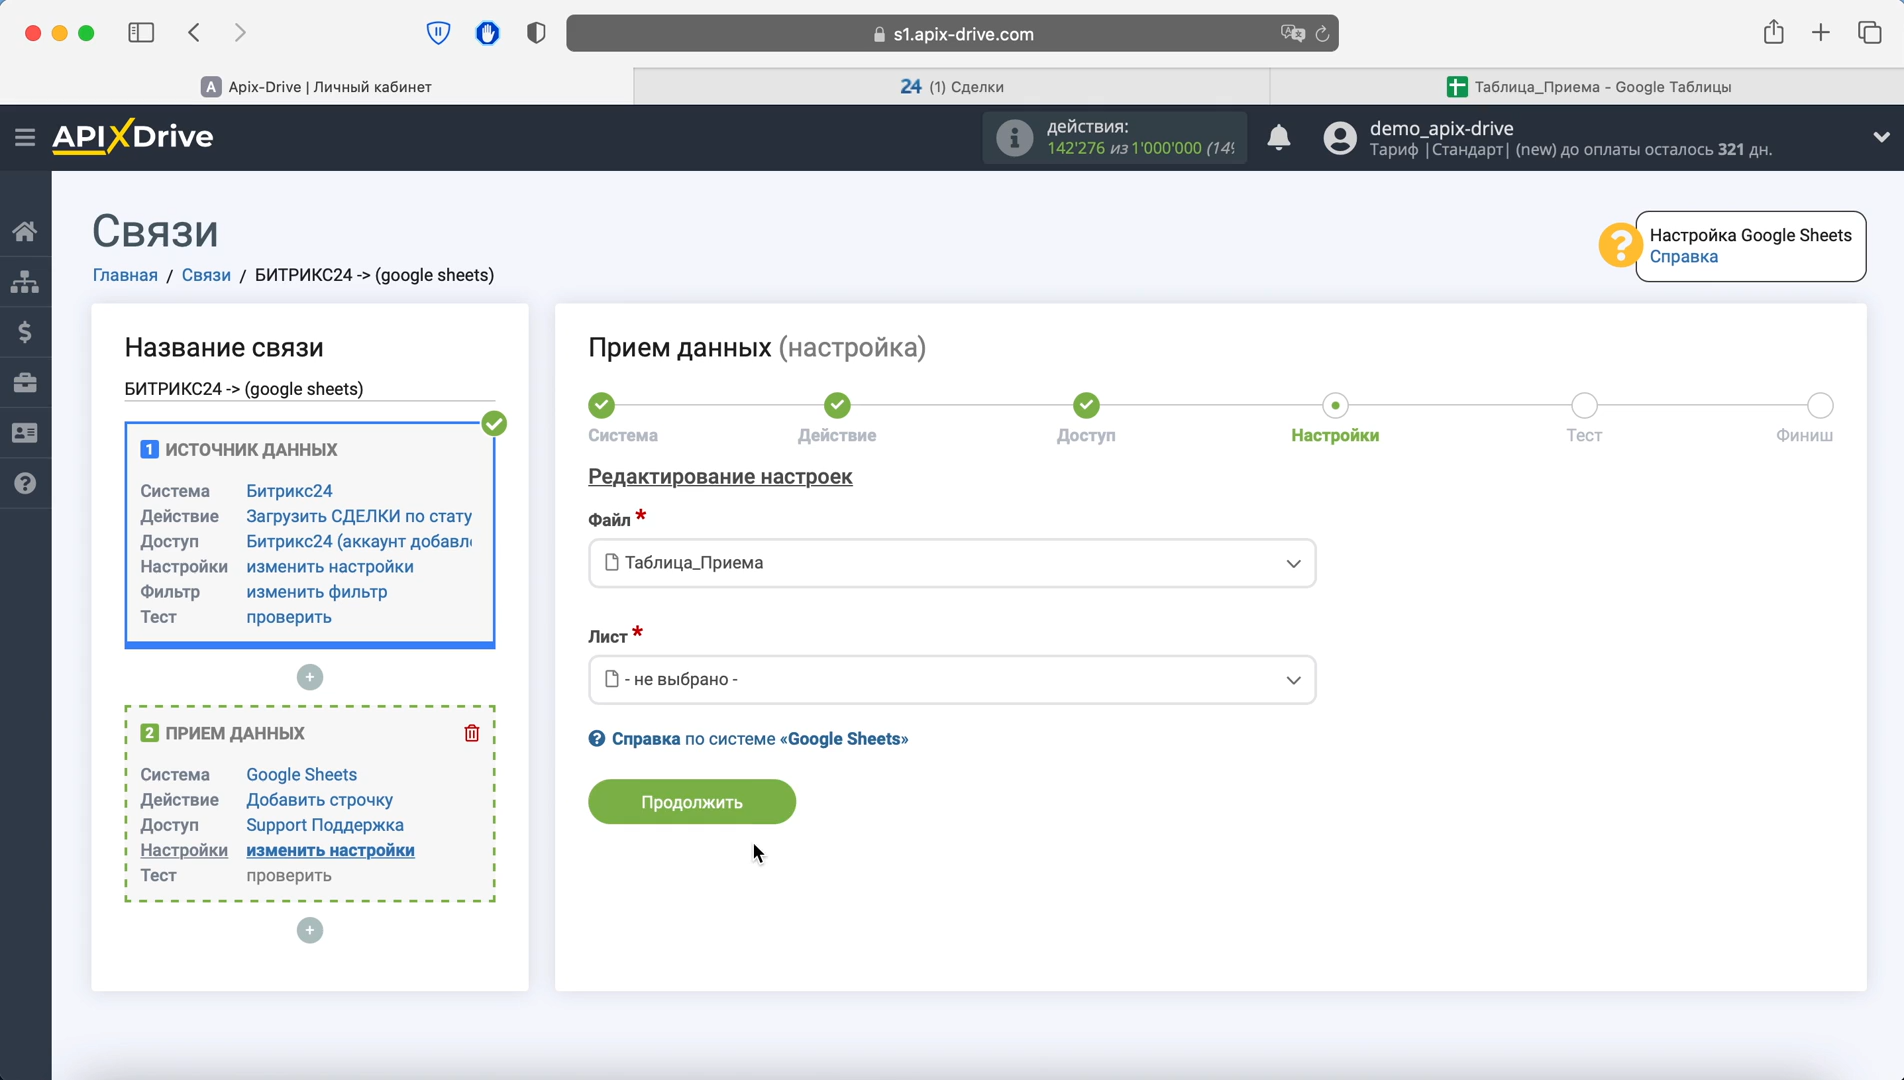 s1.apix-drive.com
A Apix-Drive | Личный кабинет
24 (1) Сделки
Таблица_Приема - Google Таблицы
APIXDrive
действия:
142'276 из 1'000'000 (14
demo_apix-drive
Тариф |Стандарт| (new) до оплаты осталось 321 дн.
Связи
Главная / Связи / БИТРИКС24 -> (google sheets)
Настройка Google Sheets
Справка
Название связи
БИТРИКС24 -> (google sheets)
1 ИСТОЧНИК ДАННЫХ
Система Битрикс24
Действие Загрузить СДЕЛКИ по стату
Доступ Битрикс24 (аккаунт добавл
Настройки изменить настройки
Фильтр изменить фильтр
Тест проверить
2 ПРИЕМ ДАННЫХ
Система Google Sheets
Действие Добавить строчку
Доступ Support Поддержка
Настройки изменить настройки
Тест проверить
Прием данных (настройка)
Система Действие Доступ Настройки Тест Финиш
Редактирование настроек
Файл *
Таблица_Приема
Лист *
- не выбрано -
Справка по системе «Google Sheets»
Продолжить